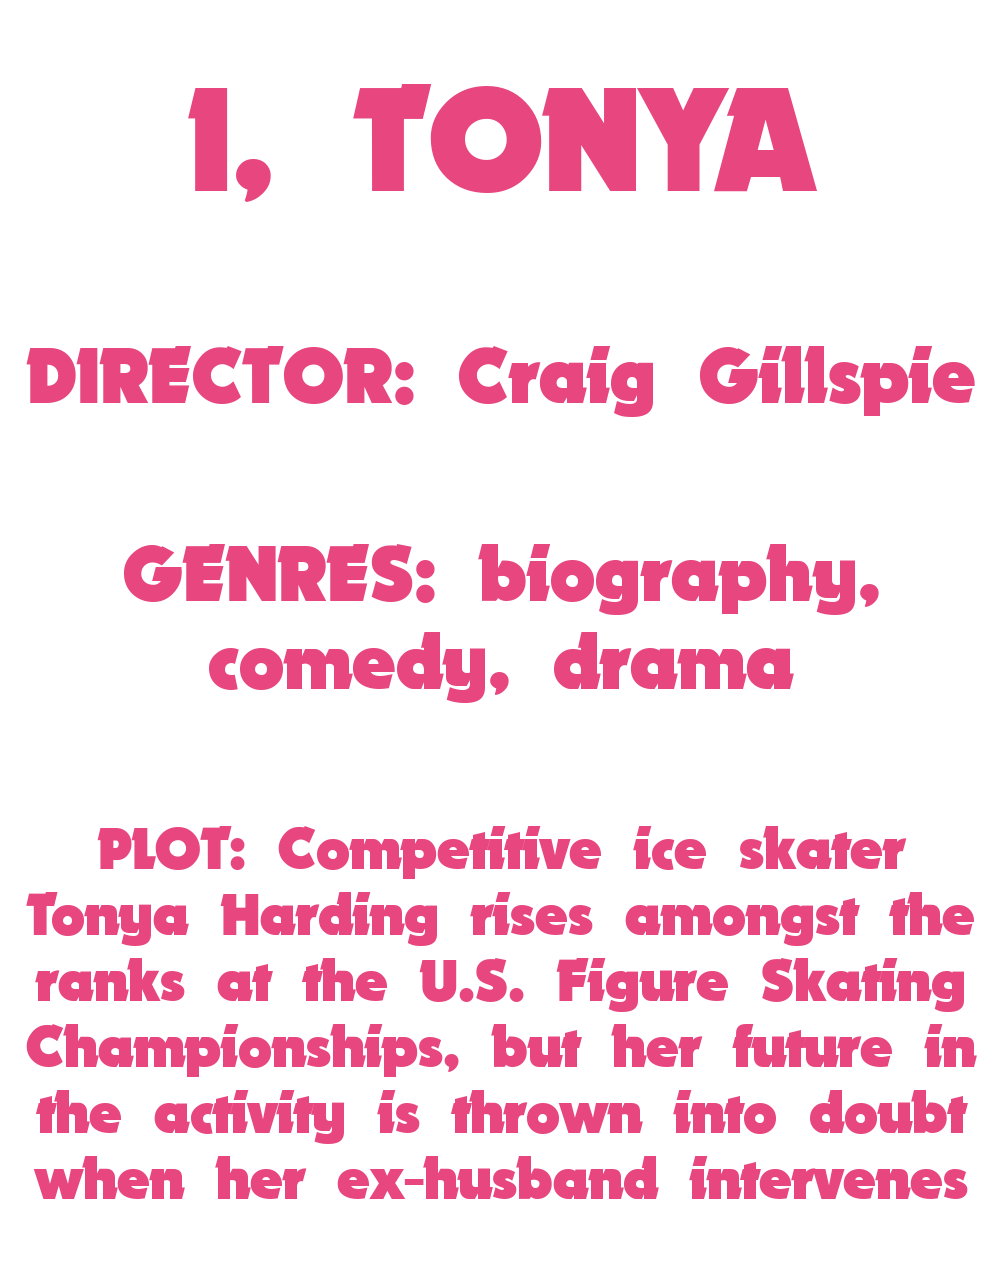 I, TONYA
DIRECTOR: Craig Gillspie
GENRES: biography,
comedy, drama
PLOT: Competitive ice skater
Tonya Harding rises amongst the
ranks at the U.S. Figure Skating
Championships, but her future in
the activity is thrown into doubt
when her ex-husband intervenes